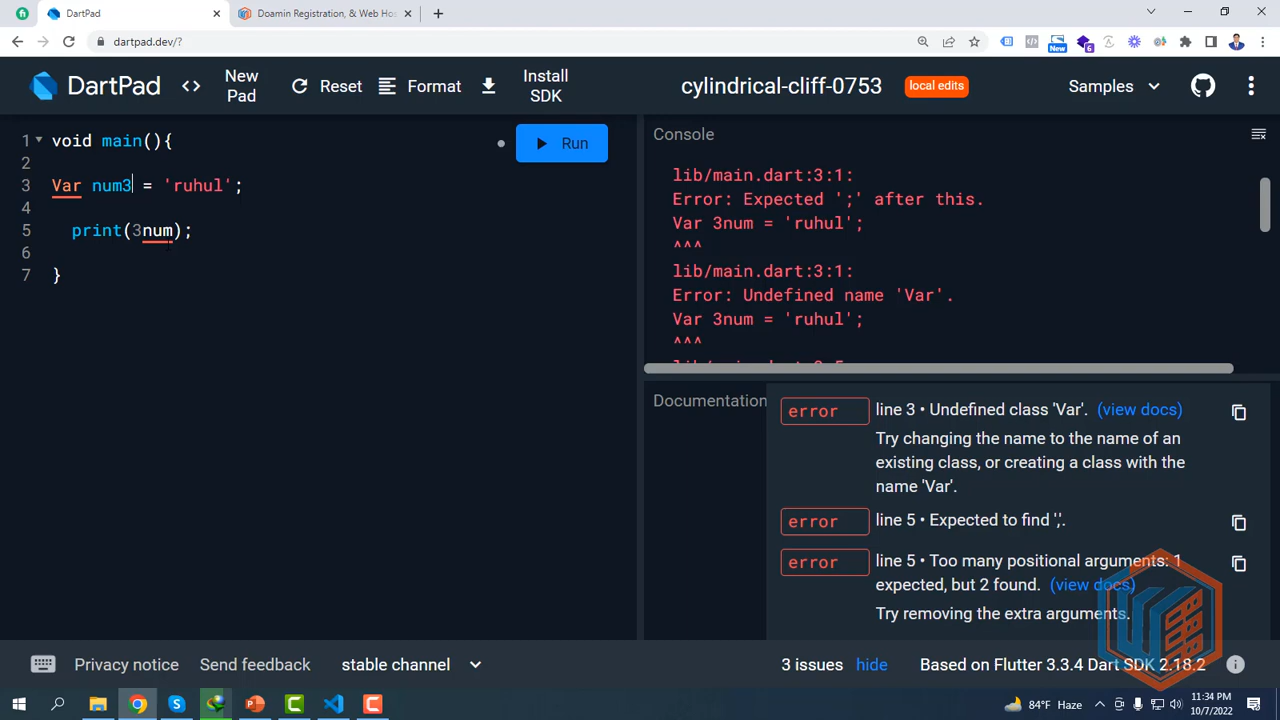 DartPad
Doamin Registration, & Web Ho
dartpad.dev/?
New
6
DartPad
<>
New Pad
Reset
Format
Install SDK
cylindrical-cliff-0753
local edits
Samples
1 void main(){
2
3 Var num3 = 'ruhul';
4
5 print(3num);
6
7 }
Run
Console
lib/main.dart:3:1:
Error: Expected ';' after this.
Var 3num = 'ruhul';
^^^
lib/main.dart:3:1:
Error: Undefined name 'Var'.
Var 3num = 'ruhul';
^^^
Documentation
error line 3 • Undefined class 'Var'. (view docs)
Try changing the name to the name of an
existing class, or creating a class with the
name 'Var'.
error line 5 • Expected to find ','.
error line 5 • Too many positional arguments: 1
expected, but 2 found. (view docs)
Try removing the extra arguments.
Privacy notice
Send feedback
stable channel
3 issues
hide
Based on Flutter 3.3.4 Dart SDK 2.18.2
84°F Haze
11:34 PM
10/7/2022